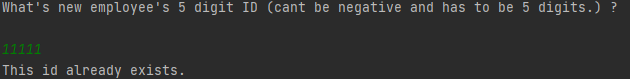 What's new employee's 5 digit ID (cant be negative and has to be 5 digits.) ?
11111
This id already exists.